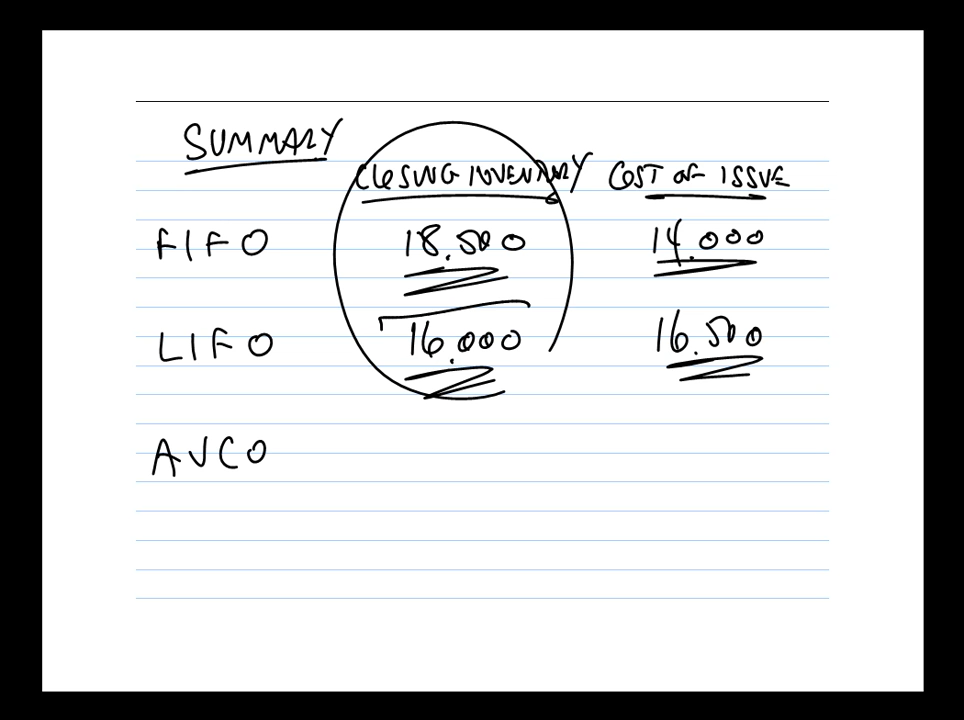 SUMMARY
CLOSING INVENTORY COST OF ISSUE
FIFO 18.500 14.000
LIFO 16.000 16.500
AVCO